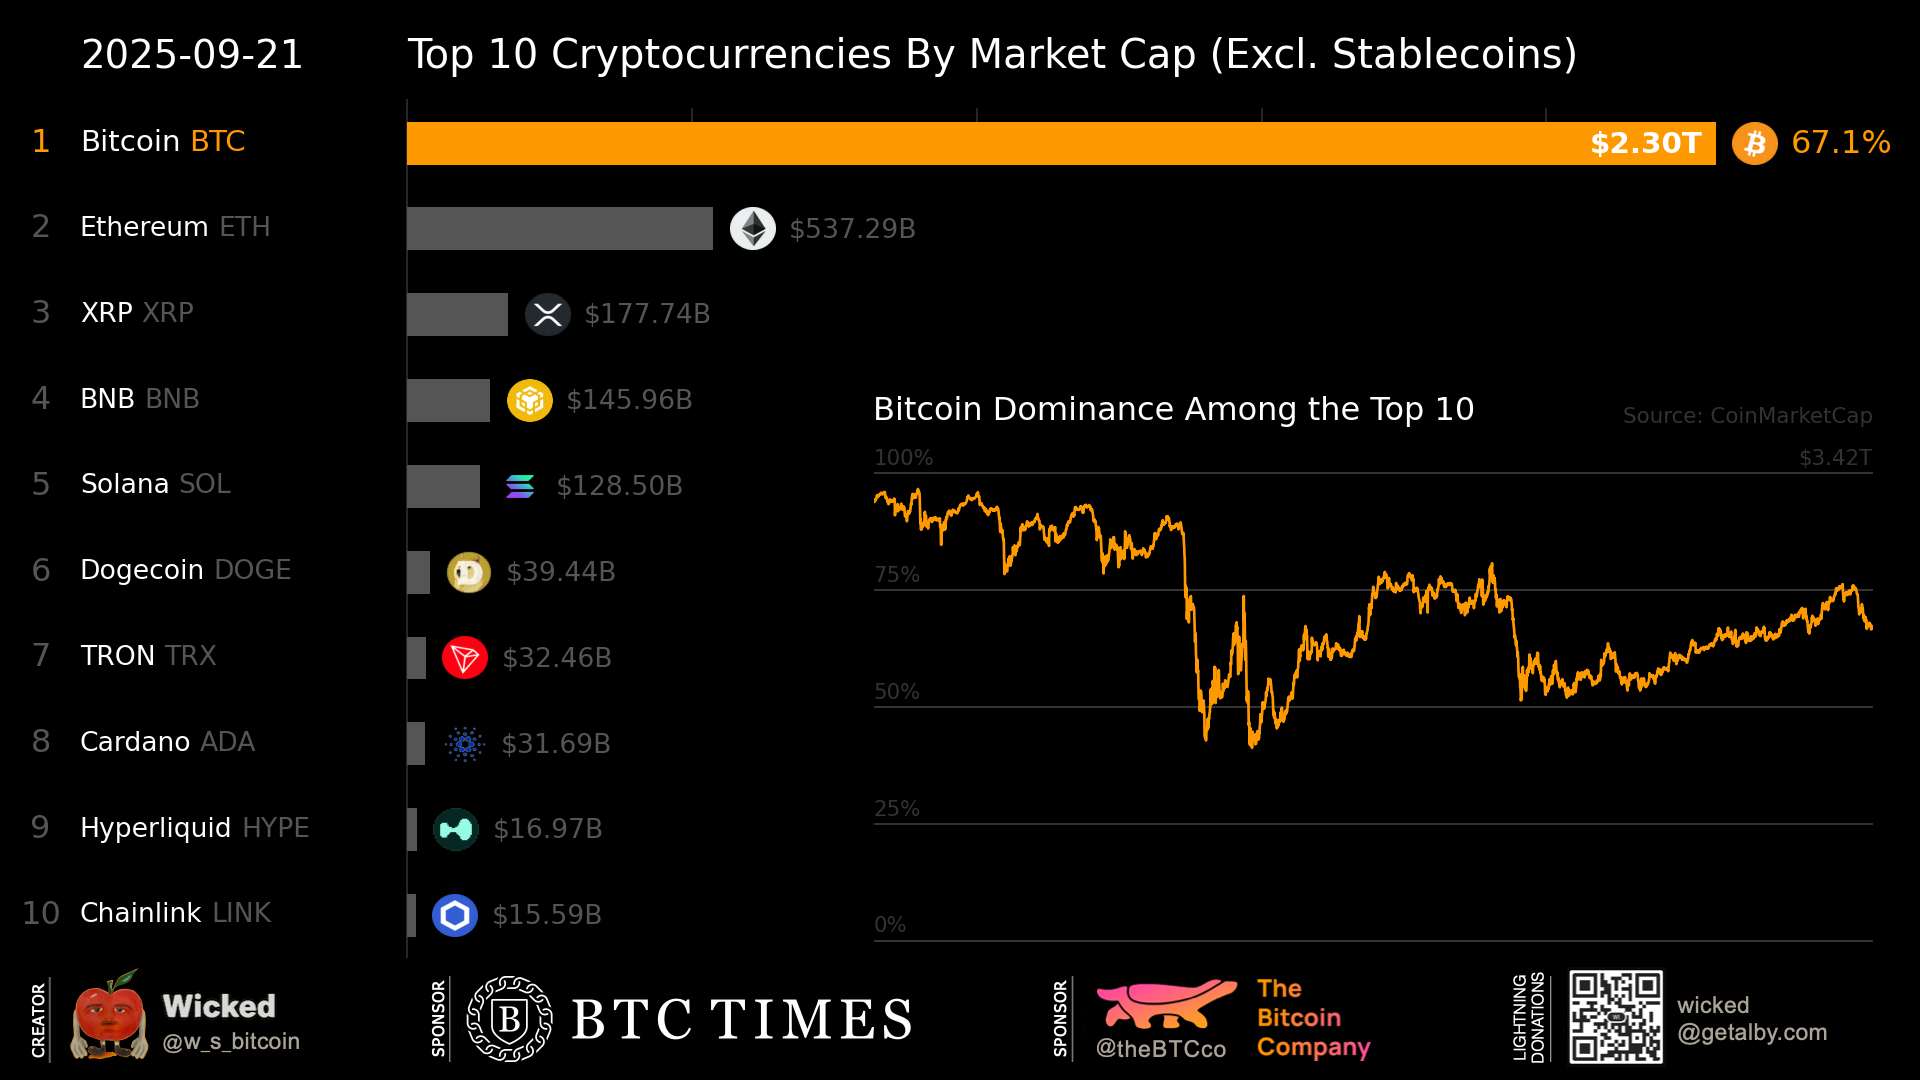 2025-09-21
Top 10 Cryptocurrencies By Market Cap (Excl. Stablecoins)
1 Bitcoin BTC $2.30T 67.1%
2 Ethereum ETH $537.29B
3 XRP XRP $177.74B
4 BNB BNB $145.96B
5 Solana SOL $128.50B
6 Dogecoin DOGE $39.44B
7 TRON TRX $32.46B
8 Cardano ADA $31.69B
9 Hyperliquid HYPE $16.97B
10 Chainlink LINK $15.59B
Bitcoin Dominance Among the Top 10
Source: CoinMarketCap
100% $3.42T
75%
50%
25%
0%
CREATOR
Wicked
@w_s_bitcoin
SPONSOR
B
BTC TIMES
SPONSOR
@theBTCco
The
Bitcoin
Company
LIGHTNING
DONATIONS
wicked
@getalby.com